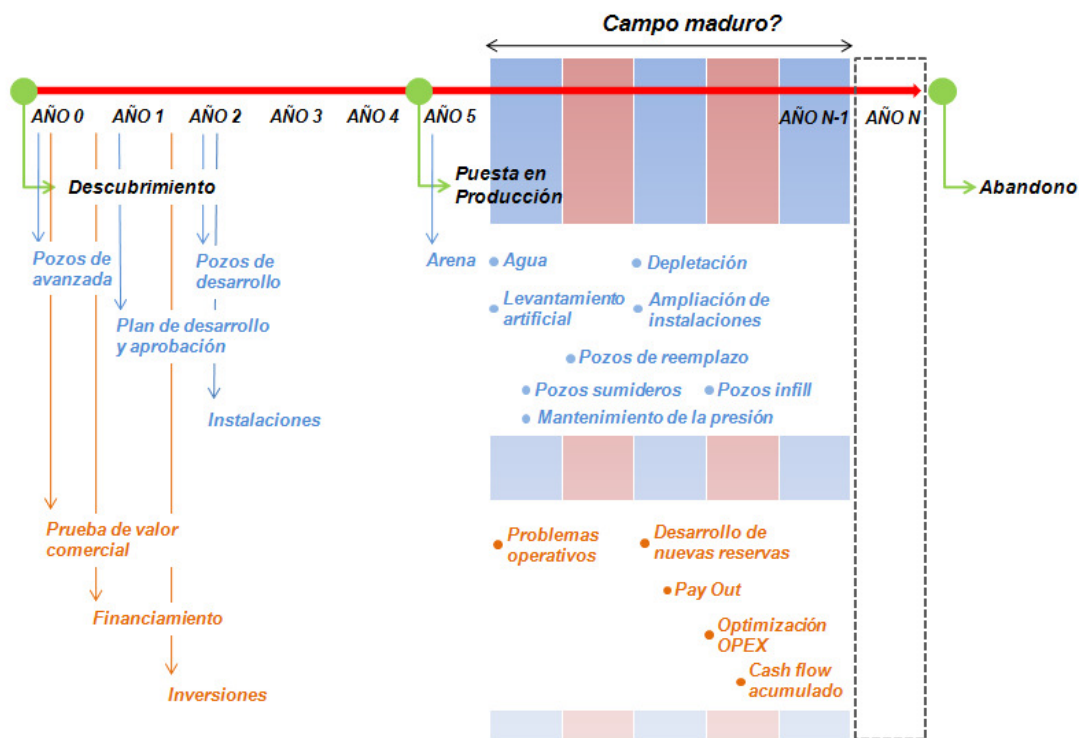 Campo maduro?
AÑO 0
AÑO 1
AÑO 2
AÑO 3
AÑO 4
AÑO 5
AÑO N-1
AÑO N
Descubrimiento
Puesta en
Producción
Abandono
Pozos de
avanzada
Pozos de
desarrollo
Arena
Agua
Depletación
Plan de desarrollo
y aprobación
Levantamiento
artificial
Ampliación de
instalaciones
Pozos de reemplazo
Instalaciones
Pozos sumideros
Pozos infill
Mantenimiento de la presión
Prueba de valor
comercial
Problemas
operativos
Desarrollo de
nuevas reservas
Pay Out
Financiamiento
Optimización
OPEX
Inversiones
Cash flow
acumulado